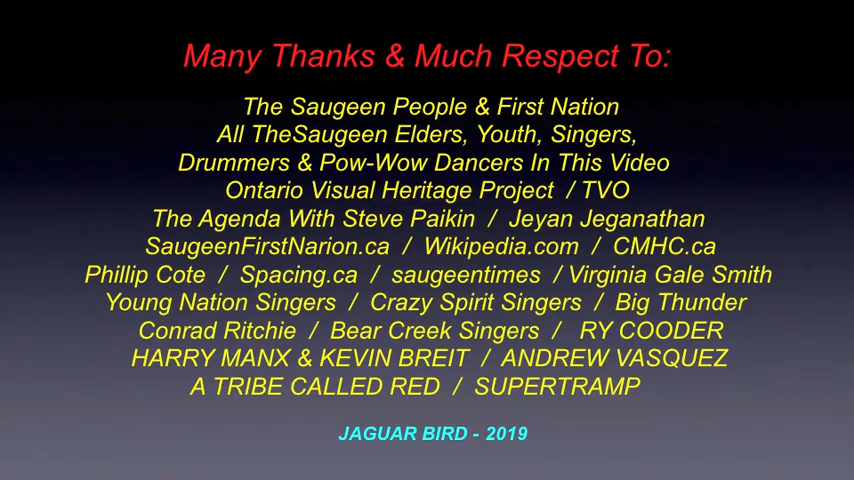 Many Thanks & Much Respect To:
The Saugeen People & First Nation
All TheSaugeen Elders, Youth, Singers,
Drummers & Pow-Wow Dancers In This Video
Ontario Visual Heritage Project / TVO
The Agenda With Steve Paikin / Jeyan Jeganathan
SaugeenFirstNarion.ca / Wikipedia.com / CMHC.ca
Phillip Cote / Spacing.ca / saugeentimes / Virginia Gale Smith
Young Nation Singers / Crazy Spirit Singers / Big Thunder
Conrad Ritchie / Bear Creek Singers / RY COODER
HARRY MANX & KEVIN BREIT / ANDREW VASQUEZ
A TRIBE CALLED RED / SUPERTRAMP
JAGUAR BIRD - 2019